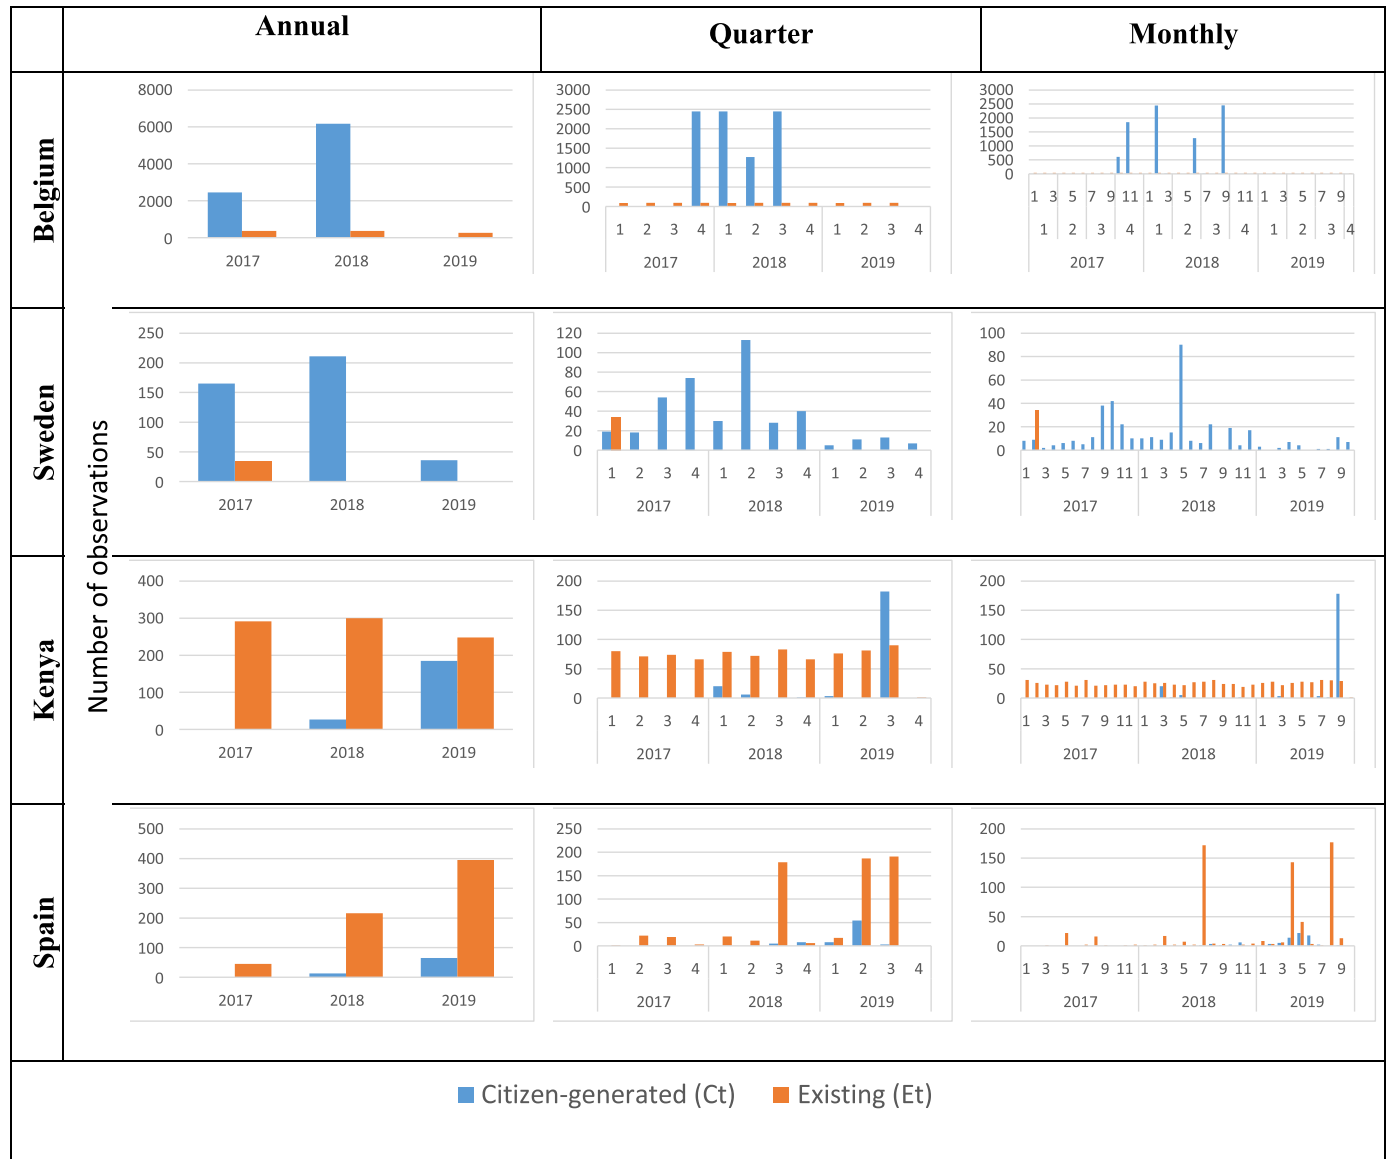 Annual Quarter Monthly
Number of observations
Belgium
8000
6000
4000
2000
0
2017 2018 2019
3000
2500
2000
1500
1000
500
0
1 2 3 4 1 2 3 4 1 2 3 4
2017 2018 2019
3000
2500
2000
1500
1000
500
0
1 3 5 7 9 11 1 3 5 7 9 11 1 3 5 7 9
1 2 3 4 1 2 3 4 1 2 3 4
2017 2018 2019
Sweden
250
200
150
100
50
0
2017 2018 2019
120
100
80
60
40
20
0
1 2 3 4 1 2 3 4 1 2 3 4
2017 2018 2019
100
80
60
40
20
0
1 3 5 7 9 11 1 3 5 7 9 11 1 3 5 7 9
2017 2018 2019
Kenya
400
300
200
100
0
2017 2018 2019
200
150
100
50
0
1 2 3 4 1 2 3 4 1 2 3 4
2017 2018 2019
200
150
100
50
0
1 3 5 7 9 11 1 3 5 7 9 11 1 3 5 7 9
2017 2018 2019
Spain
500
400
300
200
100
0
2017 2018 2019
250
200
150
100
50
0
1 2 3 4 1 2 3 4 1 2 3 4
2017 2018 2019
200
150
100
50
0
1 3 5 7 9 11 1 3 5 7 9 11 1 3 5 7 9
2017 2018 2019
Citizen-generated (Ct) Existing (Et)